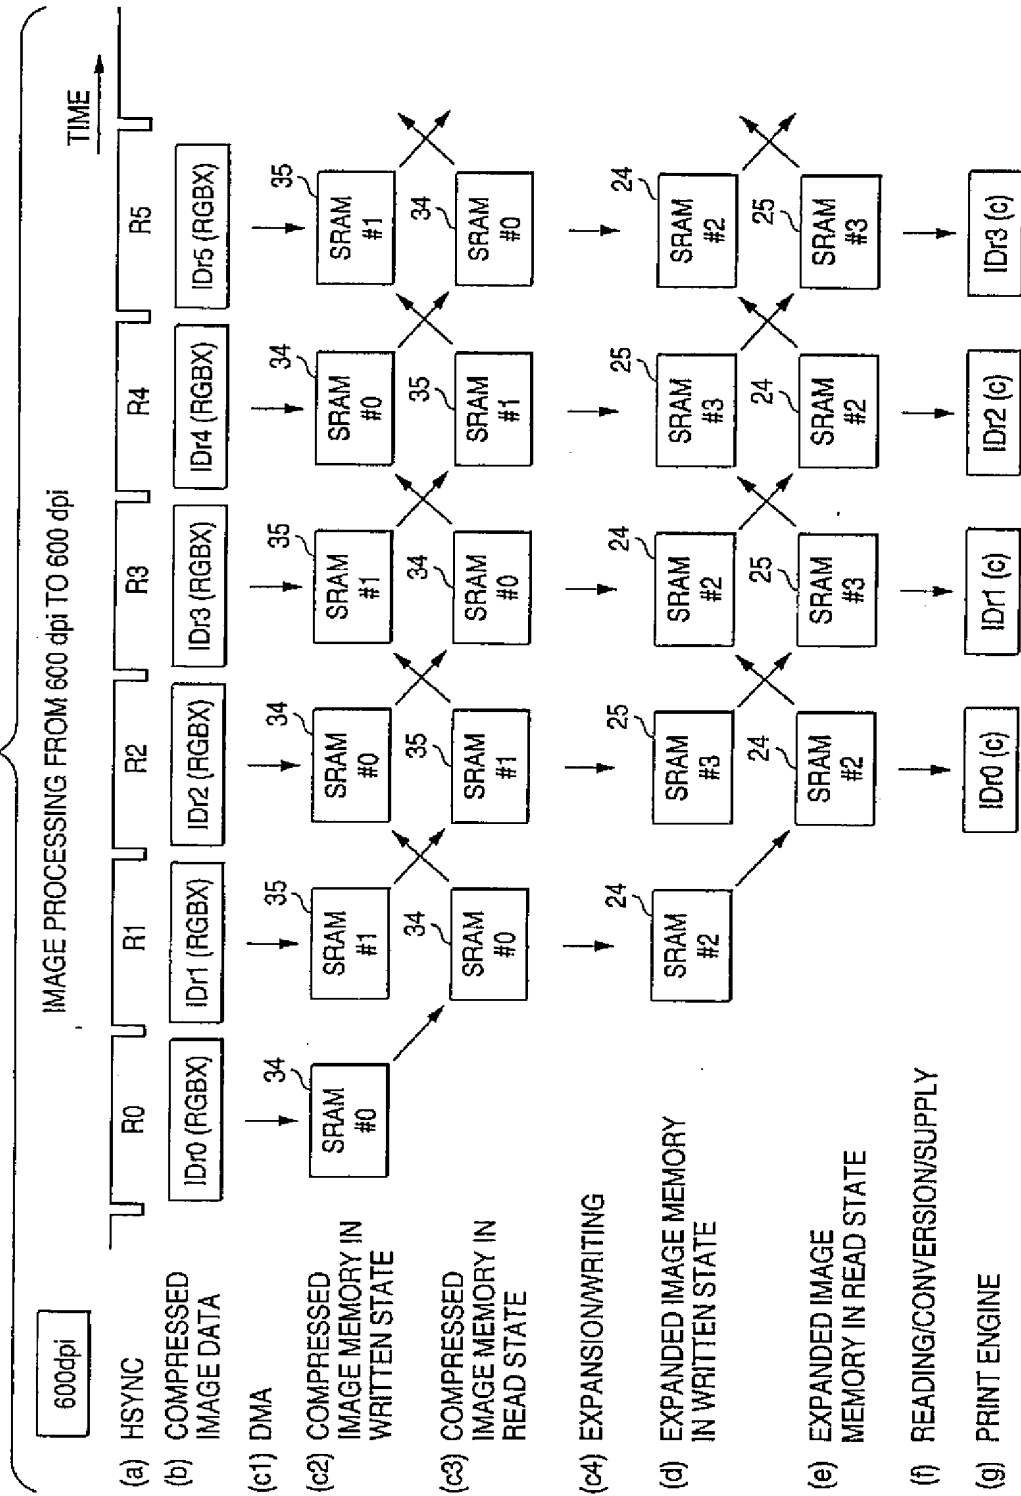 IMAGE PROCESSING FROM 600 dpi TO 600 dpi
600dpi
TIME
(a) HSYNC
R0
R1
R2
R3
R4
R5
(b) COMPRESSED
IMAGE DATA
IDr0 (RGBX)
IDr1 (RGBX)
IDr2 (RGBX)
IDr3 (RGBX)
IDr4 (RGBX)
IDr5 (RGBX)
(c1) DMA
(c2) COMPRESSED
IMAGE MEMORY IN
WRITTEN STATE
34
SRAM
#0
35
SRAM
#1
34
SRAM
#0
35
SRAM
#1
34
SRAM
#0
35
SRAM
#1
(c3) COMPRESSED
IMAGE MEMORY IN
READ STATE
34
SRAM
#0
35
SRAM
#1
34
SRAM
#0
35
SRAM
#1
34
SRAM
#0
(c4) EXPANSION/WRITING
(d) EXPANDED IMAGE MEMORY
IN WRITTEN STATE
24
SRAM
#2
25
SRAM
#3
24
SRAM
#2
25
SRAM
#3
24
SRAM
#2
(e) EXPANDED IMAGE
MEMORY IN READ STATE
24
SRAM
#2
25
SRAM
#3
24
SRAM
#2
25
SRAM
#3
(f) READING/CONVERSION/SUPPLY
(g) PRINT ENGINE
IDr0 (c)
IDr1 (c)
IDr2 (c)
IDr3 (c)